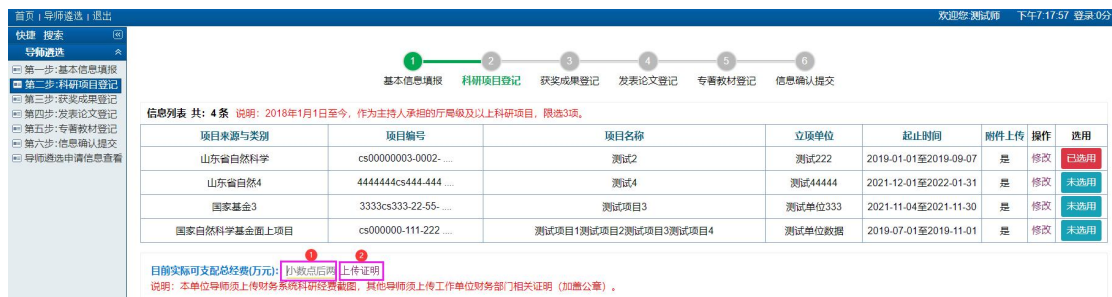 首页 | 导师遴选 | 退出 欢迎您:测试师 下午7:17:57 登录:0分
快捷 搜索
导师遴选
第一步:基本信息填报
第二步:科研项目登记
第三步:获奖成果登记
第四步:发表论文登记
第五步:专著教材登记
第六步:信息确认提交
导师遴选申请信息查看
1 2 3 4 5 6
基本信息填报 科研项目登记 获奖成果登记 发表论文登记 专著教材登记 信息确认提交
信息列表 共: 4 条 说明: 2018年1月1日至今, 作为主持人承担的厅局级及以上科研项目, 限选3项。
项目来源与类别 项目编号 项目名称 立项单位 起止时间 附件上传 操作 选用
山东省自然科学 cs00000003-0002- .... 测试2 测试222 2019-01-01至2019-09-07 是 修改 已选用
山东省自然4 4444444cs444-444 .... 测试4 测试44444 2021-12-01至2022-01-31 是 修改 未选用
国家基金3 3333cs333-22-55- .... 测试项目3 测试单位333 2021-11-04至2021-11-30 是 修改 未选用
国家自然科学基金面上项目 cs000000-111-222 .... 测试项目1测试项目2测试项目3测试项目4 测试单位数据 2019-07-01至2019-11-01 是 修改 未选用
1 2
目前实际可支配总经费(万元): 小数点后两 上传证明
说明: 本单位导师须上传财务系统科研经费截图, 其他导师须上传工作单位财务部门相关证明 (加盖公章) 。